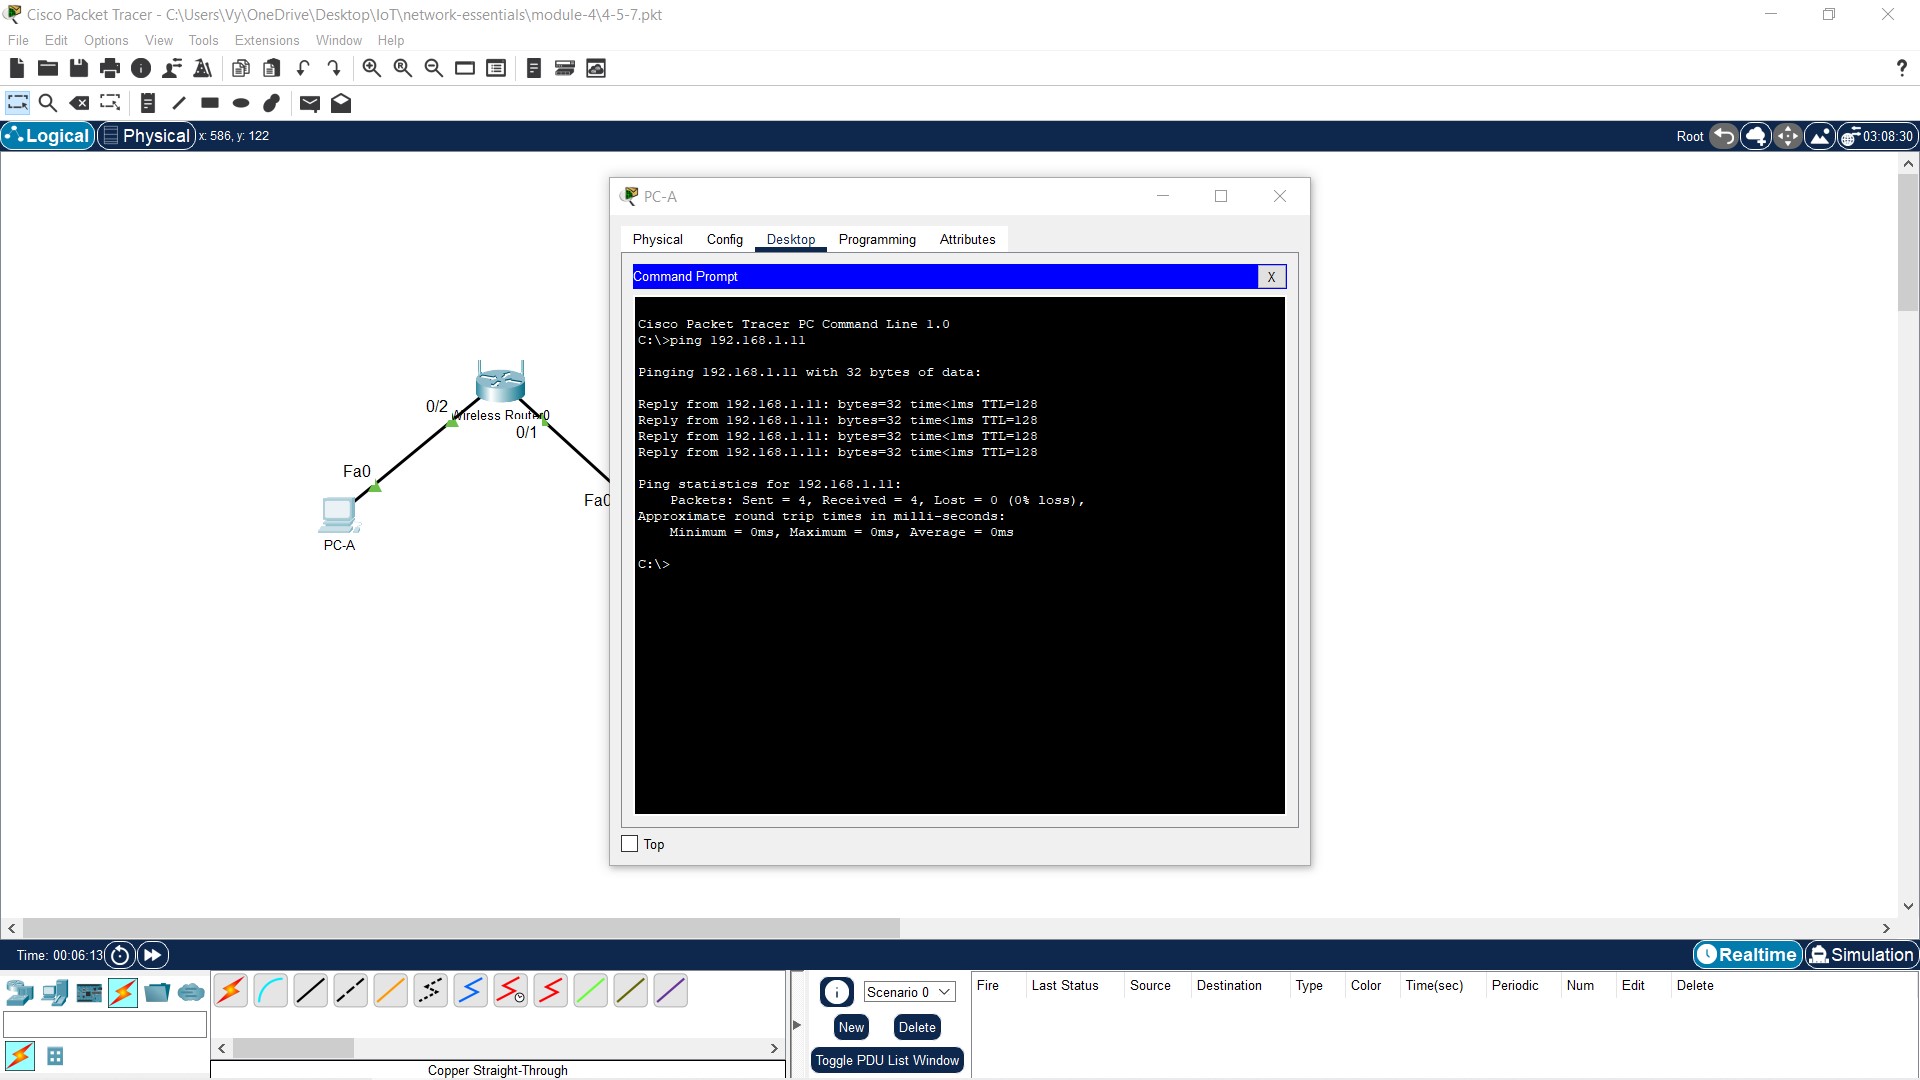 Cisco Packet Tracer - C:\Users\Vy\OneDrive\Desktop\IoT\network-essentials\module-4\4-5-7.pkt
File Edit Options View Tools Extensions Window Help
?
Logical Physical x: 586, y: 122 Root 03:08:30
PC-A
Physical Config Desktop Programming Attributes
Command Prompt X
Cisco Packet Tracer PC Command Line 1.0
C:\>ping 192.168.1.11
Pinging 192.168.1.11 with 32 bytes of data:
Reply from 192.168.1.11: bytes=32 time<1ms TTL=128
Reply from 192.168.1.11: bytes=32 time<1ms TTL=128
Reply from 192.168.1.11: bytes=32 time<1ms TTL=128
Reply from 192.168.1.11: bytes=32 time<1ms TTL=128
Ping statistics for 192.168.1.11:
Packets: Sent = 4, Received = 4, Lost = 0 (0% loss),
Approximate round trip times in milli-seconds:
Minimum = 0ms, Maximum = 0ms, Average = 0ms
C:\>
Top
0/2
Wireless Router0
0/1
Fa0
Fa0
PC-A
Time: 00:06:13 Realtime Simulation
Scenario 0
New Delete
Toggle PDU List Window
Fire Last Status Source Destination Type Color Time(sec) Periodic Num Edit Delete
Copper Straight-Through